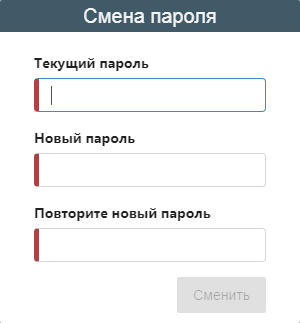 Смена пароля
Текущий пароль
Новый пароль
Повторите новый пароль
Сменить